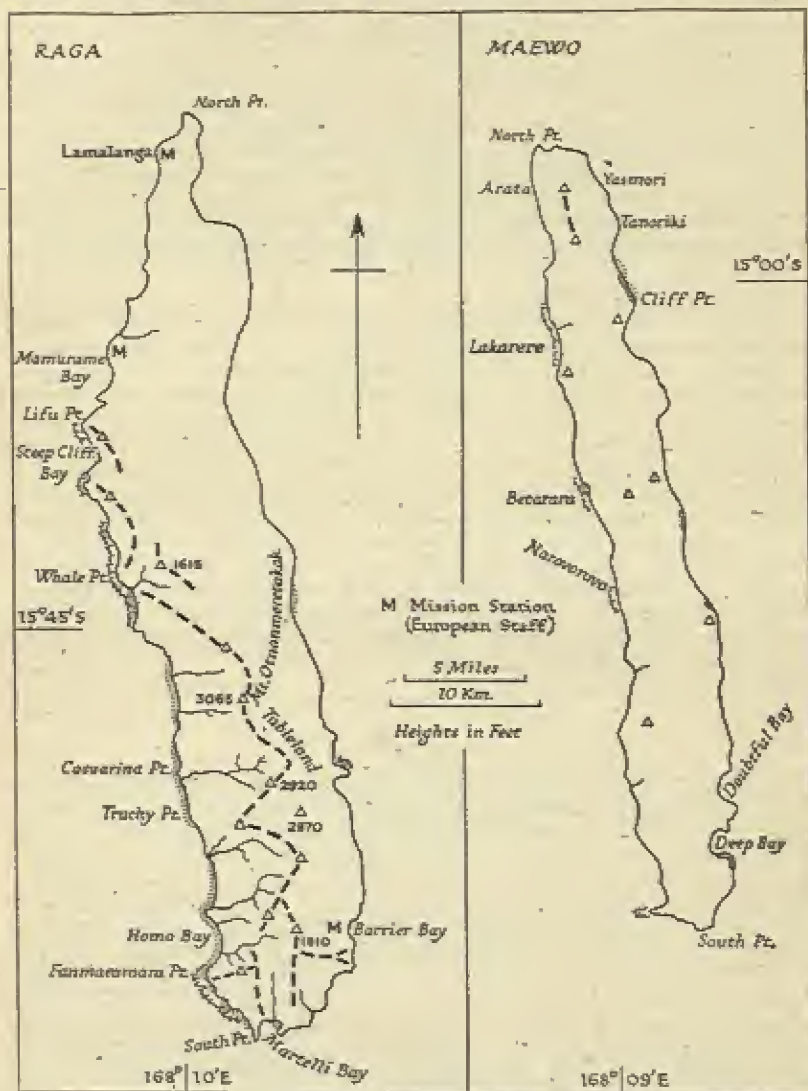 RAGA
North Pt.
Lamalanga M
M
Mamurame
Bay
Lifu Pt.
Steep Cliff
Bay
1615
Whale Pt.
15°45'S
Mt. Otnanmeretakak
3065
Tableland
Casuarina Pt.
2920
Truchy Pt.
2870
Homo Bay
M Barrier Bay
1810
South Pt.
Martelli Bay
168° 10'E
MAEWO
North Pt.
Yasmori
Arata
Tanoriki
15°00'S
Cliff Pt.
Lakarere
Betarara
Narovorovo
M Mission Station
(European Staff)
5 Miles
10 Km.
Heights in Feet
Doubtful Bay
Deep Bay
South Pt.
168° 09'E